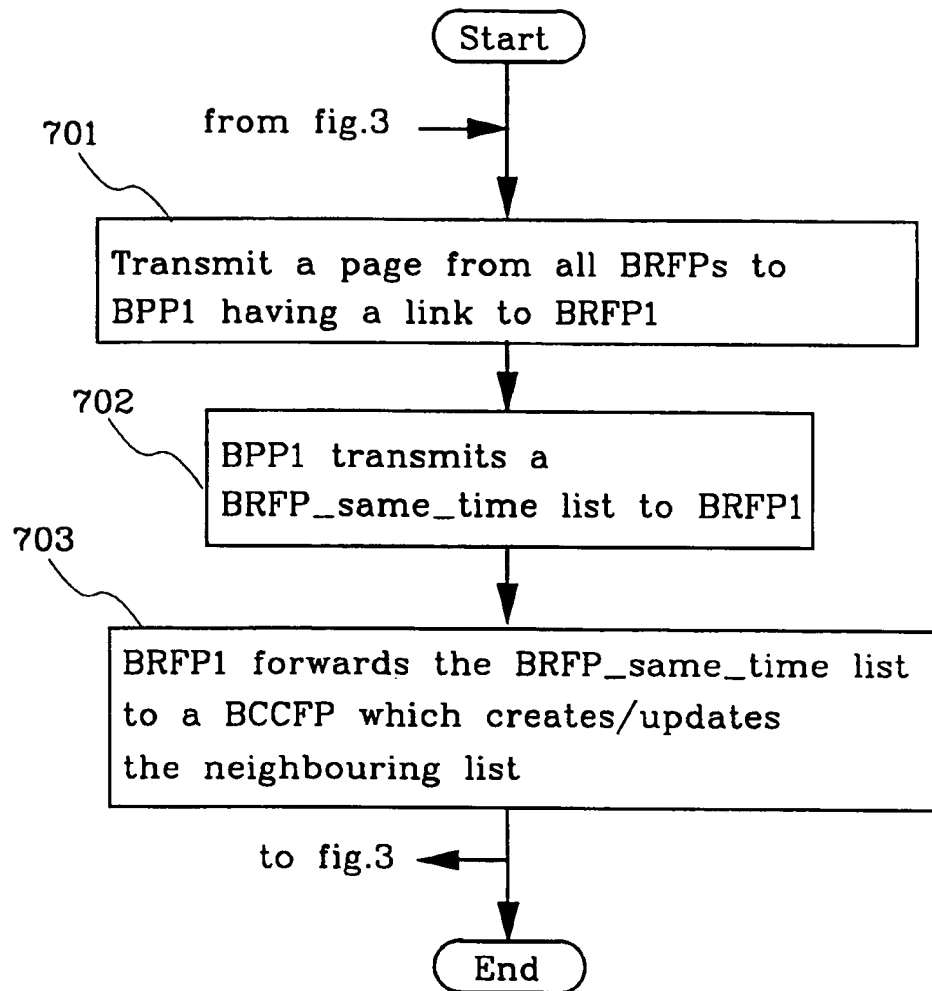 Start
from fig.3
701
Transmit a page from all BRFPs to
BPP1 having a link to BRFP1
702
BPP1 transmits a
BRFP_same_time list to BRFP1
703
BRFP1 forwards the BRFP_same_time list
to a BCCFP which creates/updates
the neighbouring list
to fig.3
End